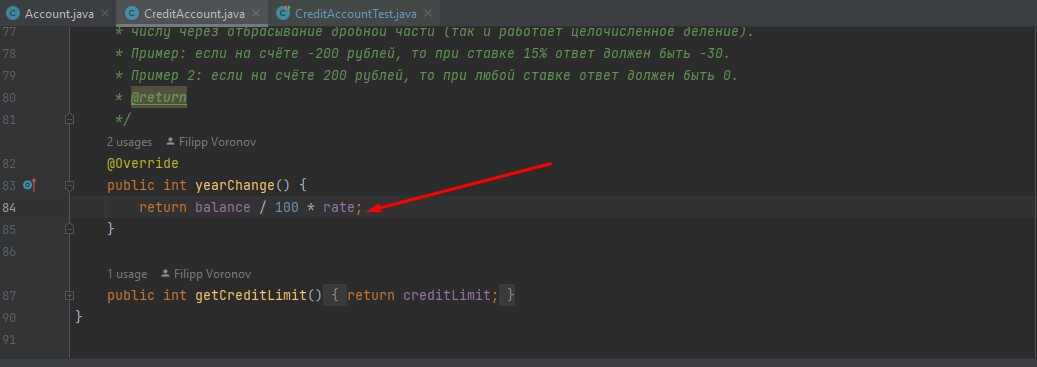 Account.java × CreditAccount.java × CreditAccountTest.java ×
77 * числу через отбрасывание дробной части (так и работает целочисленное деление).
78 * Пример: если на счёте -200 рублей, то при ставке 15% ответ должен быть -30.
79 * Пример 2: если на счёте 200 рублей, то при любой ставке ответ должен быть 0.
80 * @return
81 */
2 usages Filipp Voronov
82 @Override
83 public int yearChange() {
84 return balance / 100 * rate;
85 }
86
1 usage Filipp Voronov
87 public int getCreditLimit() { return creditLimit; }
90 }
91